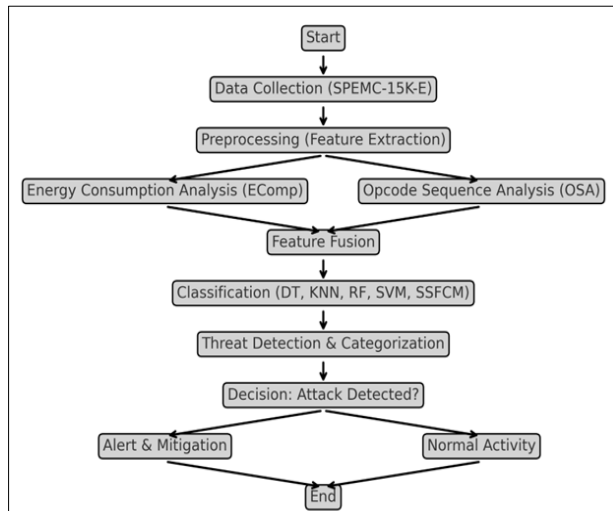 Start
Data Collection (SPEMC-15K-E)
Preprocessing (Feature Extraction)
Energy Consumption Analysis (EComp)
Opcode Sequence Analysis (OSA)
Feature Fusion
Classification (DT, KNN, RF, SVM, SSFCM)
Threat Detection & Categorization
Decision: Attack Detected?
Alert & Mitigation
Normal Activity
End